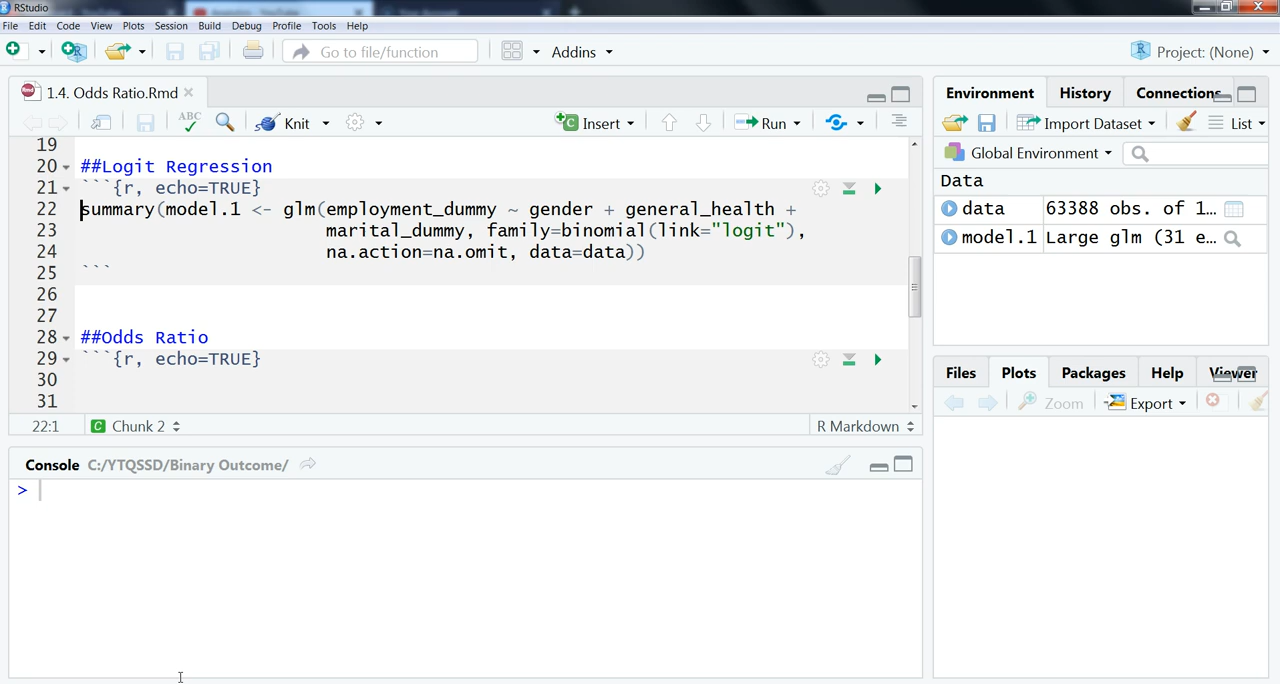 RStudio
File Edit Code View Plots Session Build Debug Profile Tools Help
Go to file/function Addins Project: (None)
1.4. Odds Ratio.Rmd
ABC Knit Insert Run
19
20 ##Logit Regression
21 ```{r, echo=TRUE}
22 summary(model.1 <- glm(employment_dummy ~ gender + general_health +
23 marital_dummy, family=binomial(link="logit"),
24 na.action=na.omit, data=data))
25 ```
26
27
28 ##Odds Ratio
29 ```{r, echo=TRUE}
30
31
22:1 C Chunk 2 R Markdown
Console C:/YTQSSD/Binary Outcome/
>
Environment History Connections
Import Dataset List
Global Environment
Data
data 63388 obs. of 1…
model.1 Large glm (31 e…
Files Plots Packages Help Viewer
Zoom Export